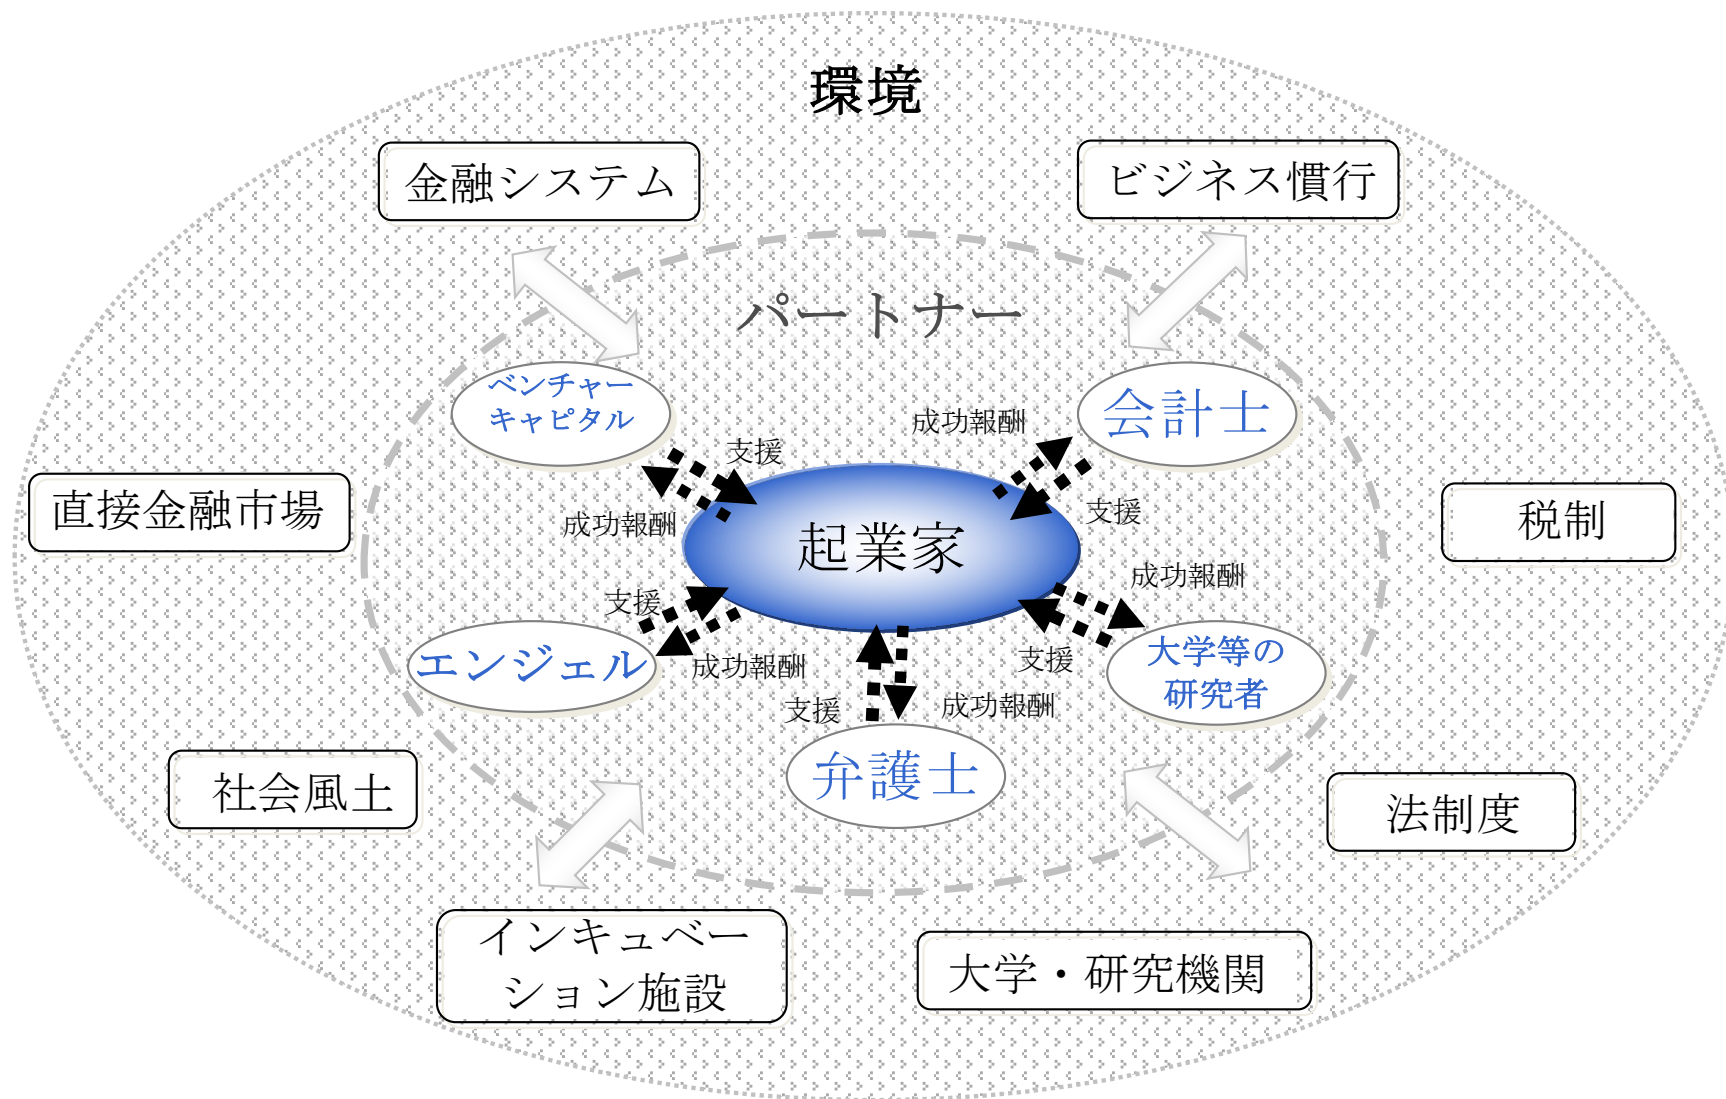 環境
金融システム
ビジネス慣行
パートナー
ベンチャー
キャピタル
会計士
成功報酬
支援
直接金融市場
成功報酬
起業家
支援
税制
支援
成功報酬
エンジェル
成功報酬
支援
大学等の
研究者
支援
成功報酬
弁護士
社会風土
法制度
インキュベー
ション施設
大学・研究機関